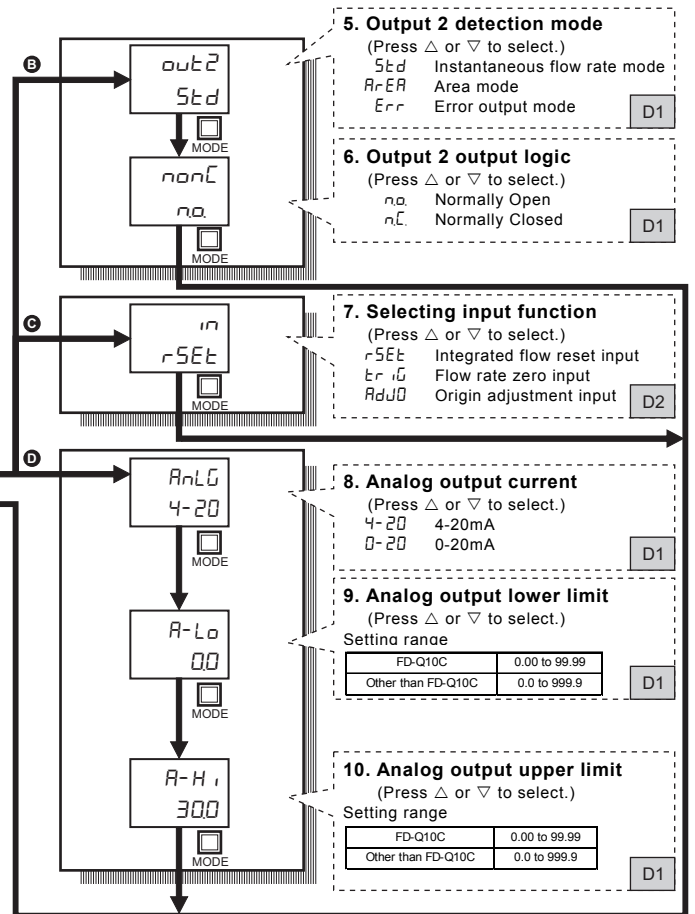 B
out2
Std
MODE
nonC
n.o.
MODE
5. Output 2 detection mode
(Press △ or ▽ to select.)
Std Instantaneous flow rate mode
ArEA Area mode
Err Error output mode
D1
6. Output 2 output logic
(Press △ or ▽ to select.)
n.o. Normally Open
n.C. Normally Closed
D1
C
in
rSEt
MODE
7. Selecting input function
(Press △ or ▽ to select.)
rSEt Integrated flow reset input
triG Flow rate zero input
AdJ0 Origin adjustment input
D2
D
AnLG
4-20
MODE
A-Lo
0.0
MODE
A-Hi
30.0
MODE
8. Analog output current
(Press △ or ▽ to select.)
4-20 4-20mA
0-20 0-20mA
D1
9. Analog output lower limit
(Press △ or ▽ to select.)
Setting range
FD-Q10C 0.00 to 99.99
Other than FD-Q10C 0.0 to 999.9
D1
10. Analog output upper limit
(Press △ or ▽ to select.)
Setting range
FD-Q10C 0.00 to 99.99
Other than FD-Q10C 0.0 to 999.9
D1